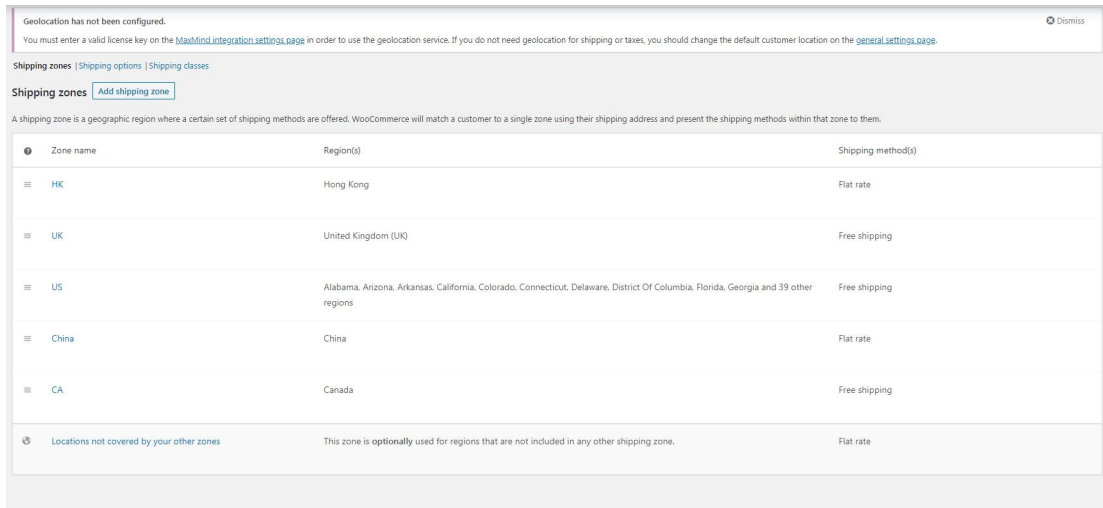 Geolocation has not been configured.
Dismiss
You must enter a valid license key on the MaxMind integration settings page in order to use the geolocation service. If you do not need geolocation for shipping or taxes, you should change the default customer location on the general settings page.
Shipping zones | Shipping options | Shipping classes
Shipping zones Add shipping zone
A shipping zone is a geographic region where a certain set of shipping methods are offered. WooCommerce will match a customer to a single zone using their shipping address and present the shipping methods within that zone to them.
Zone name Region(s) Shipping method(s)
HK Hong Kong Flat rate
UK United Kingdom (UK) Free shipping
US Alabama, Arizona, Arkansas, California, Colorado, Connecticut, Delaware, District Of Columbia, Florida, Georgia and 39 other Free shipping
regions
China China Flat rate
CA Canada Free shipping
Locations not covered by your other zones This zone is optionally used for regions that are not included in any other shipping zone. Flat rate